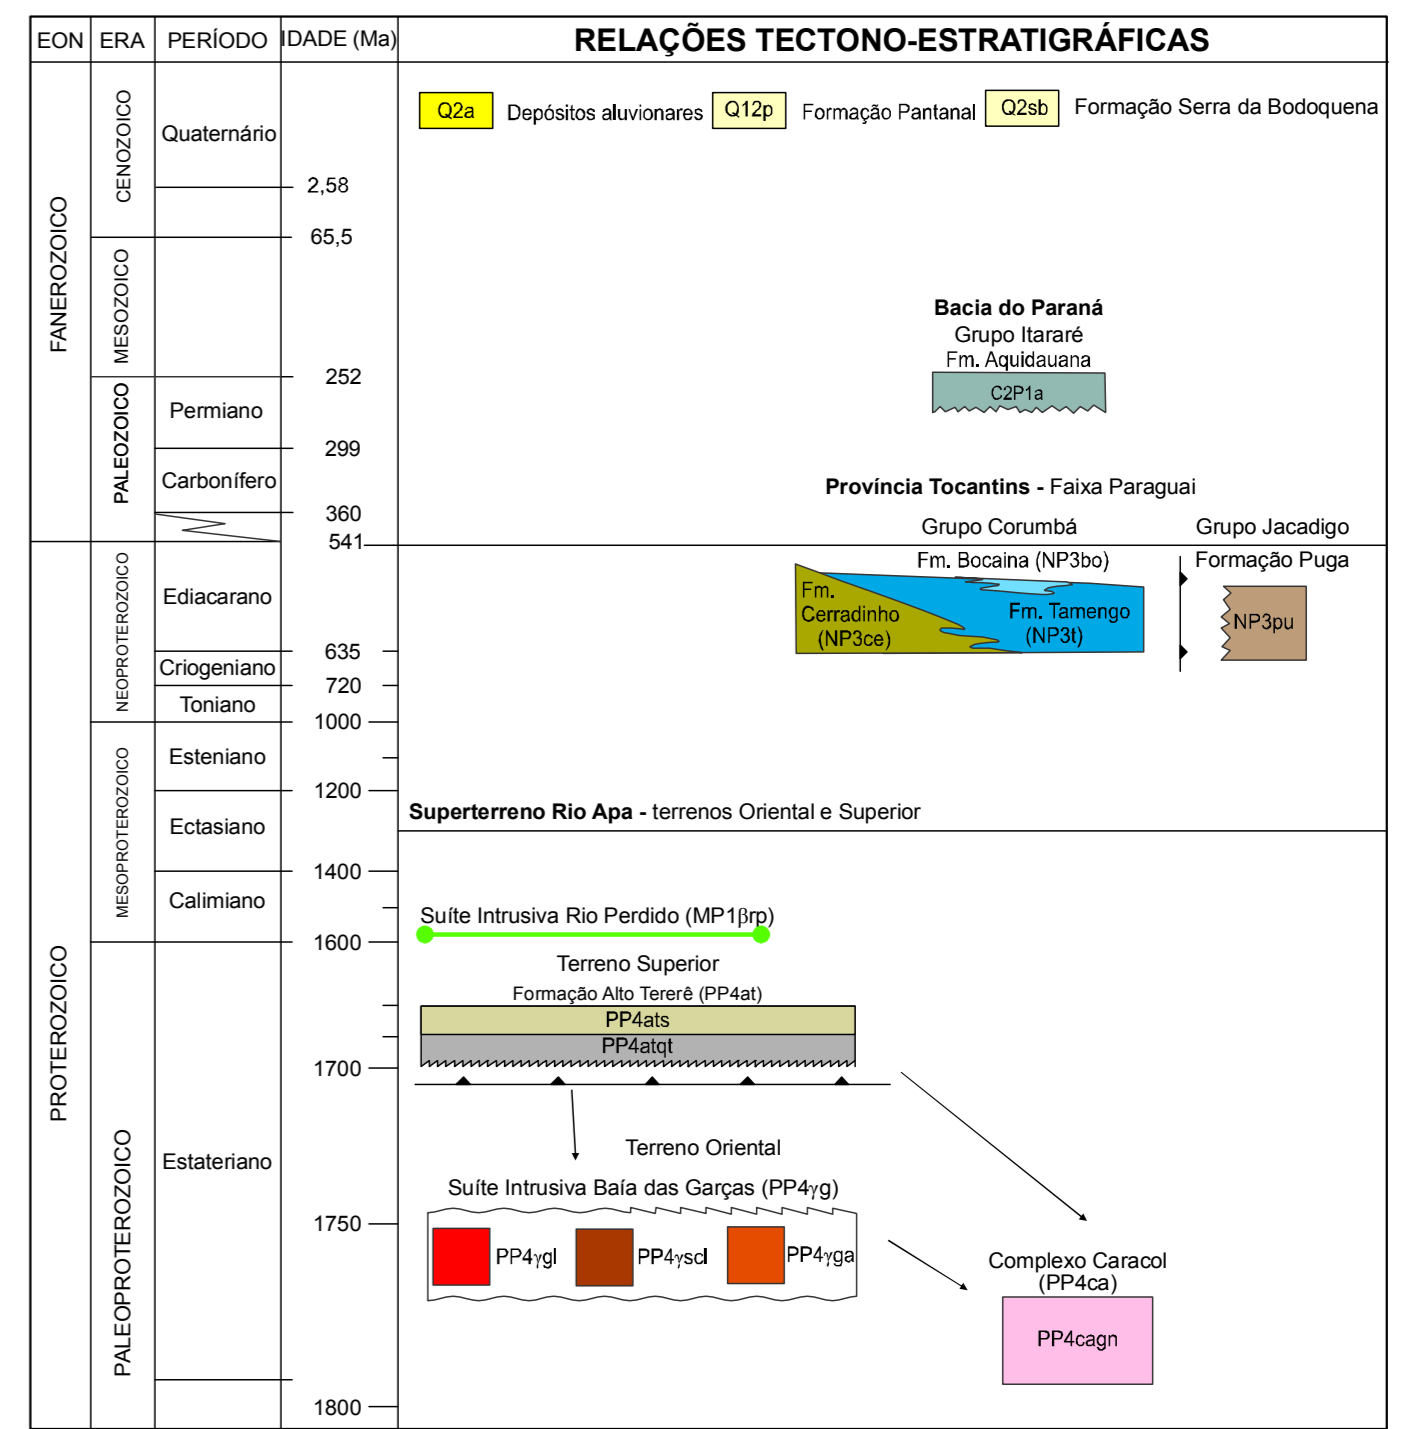 EON ERA PERÍODO IDADE (Ma) RELAÇÕES TECTONO-ESTRATIGRÁFICAS
FANEROZOICO
CENOZOICO
Quaternário
2,58
65,5
MESOZOICO
252
PALEOZOICO
Permiano
299
Carbonífero
360
541
PROTEROZOICO
NEOPROTEROZOICO
Ediacarano
635
Criogeniano
720
Toniano
1000
MESOPROTEROZOICO
Esteniano
1200
Ectasiano
1400
Calimiano
1600
PALEOPROTEROZOICO
1700
Estateriano
1750
1800
Q2a Depósitos aluvionares Q12p Formação Pantanal Q2sb Formação Serra da Bodoquena
Bacia do Paraná
Grupo Itararé
Fm. Aquidauana
C2P1a
Província Tocantins - Faixa Paraguai
Grupo Corumbá
Grupo Jacadigo
Fm. Bocaina (NP3bo)
Formação Puga
Fm.
Cerradinho
(NP3ce)
Fm. Tamengo
(NP3t)
NP3pu
Superterreno Rio Apa - terrenos Oriental e Superior
Suíte Intrusiva Rio Perdido (MP1βrp)
Terreno Superior
Formação Alto Tererê (PP4at)
PP4ats
PP4atqt
Terreno Oriental
Suíte Intrusiva Baía das Garças (PP4γg)
PP4γgl
PP4γscl
PP4γga
Complexo Caracol
(PP4ca)
PP4cagn